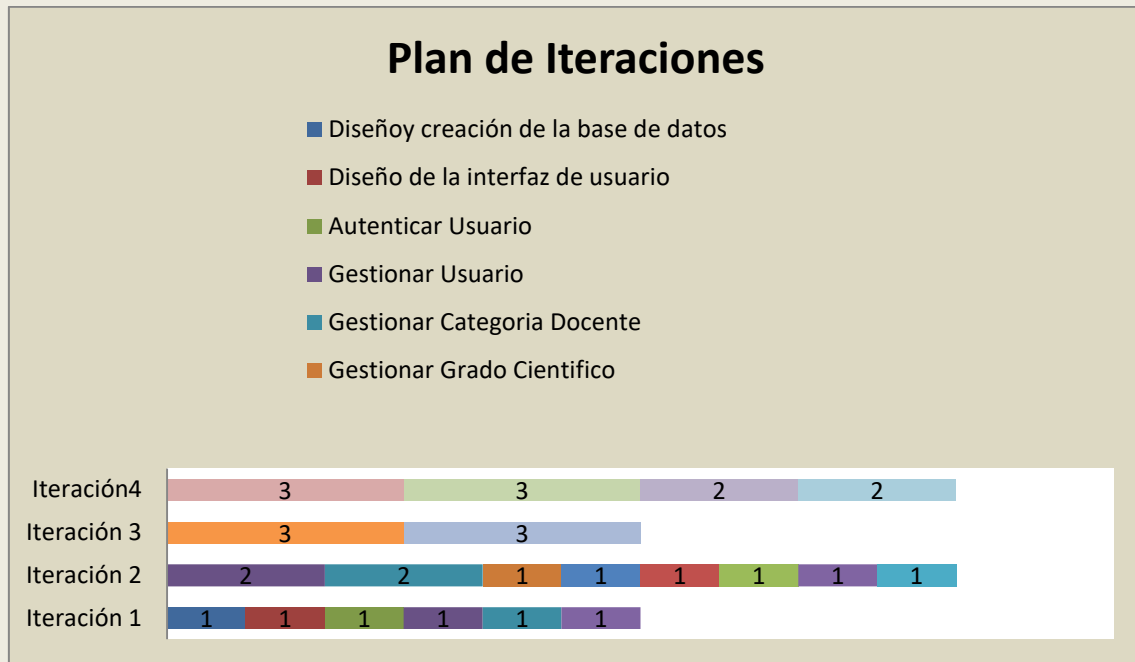 Plan de Iteraciones
Diseñoy creación de la base de datos
Diseño de la interfaz de usuario
Autenticar Usuario
Gestionar Usuario
Gestionar Categoria Docente
Gestionar Grado Cientifico
Iteración4 3 3 2 2
Iteración 3 3 3
Iteración 2 2 2 1 1 1 1 1 1
Iteración 1 1 1 1 1 1 1